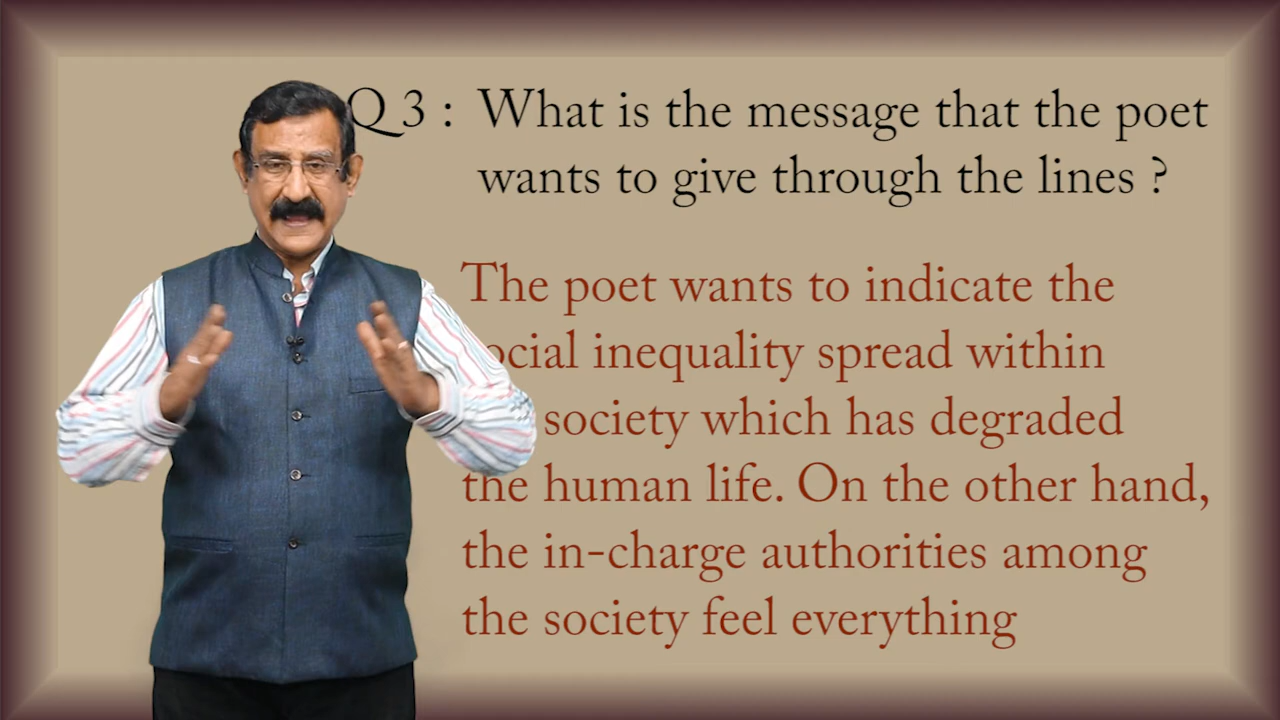 Q 3 : What is the message that the poet
wants to give through the lines ?
The poet wants to indicate the
social inequality spread within
society which has degraded
the human life. On the other hand,
the in-charge authorities among
the society feel everything